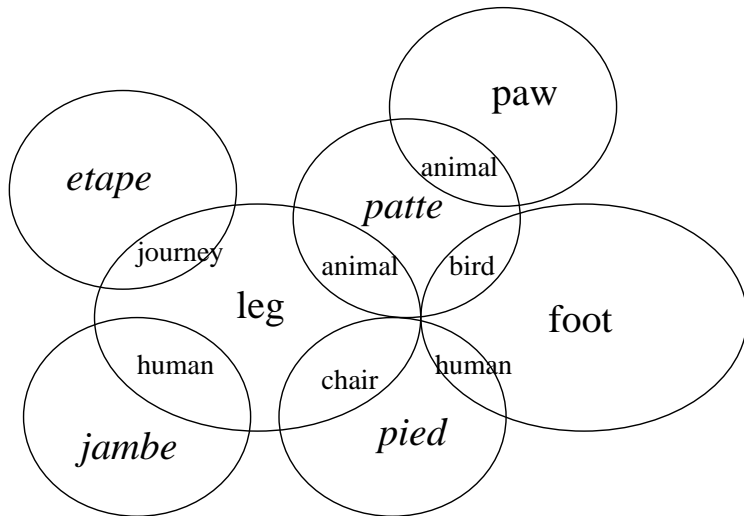 paw
animal
etape
patte
journey
animal
bird
leg
foot
human
chair
human
jambe
pied